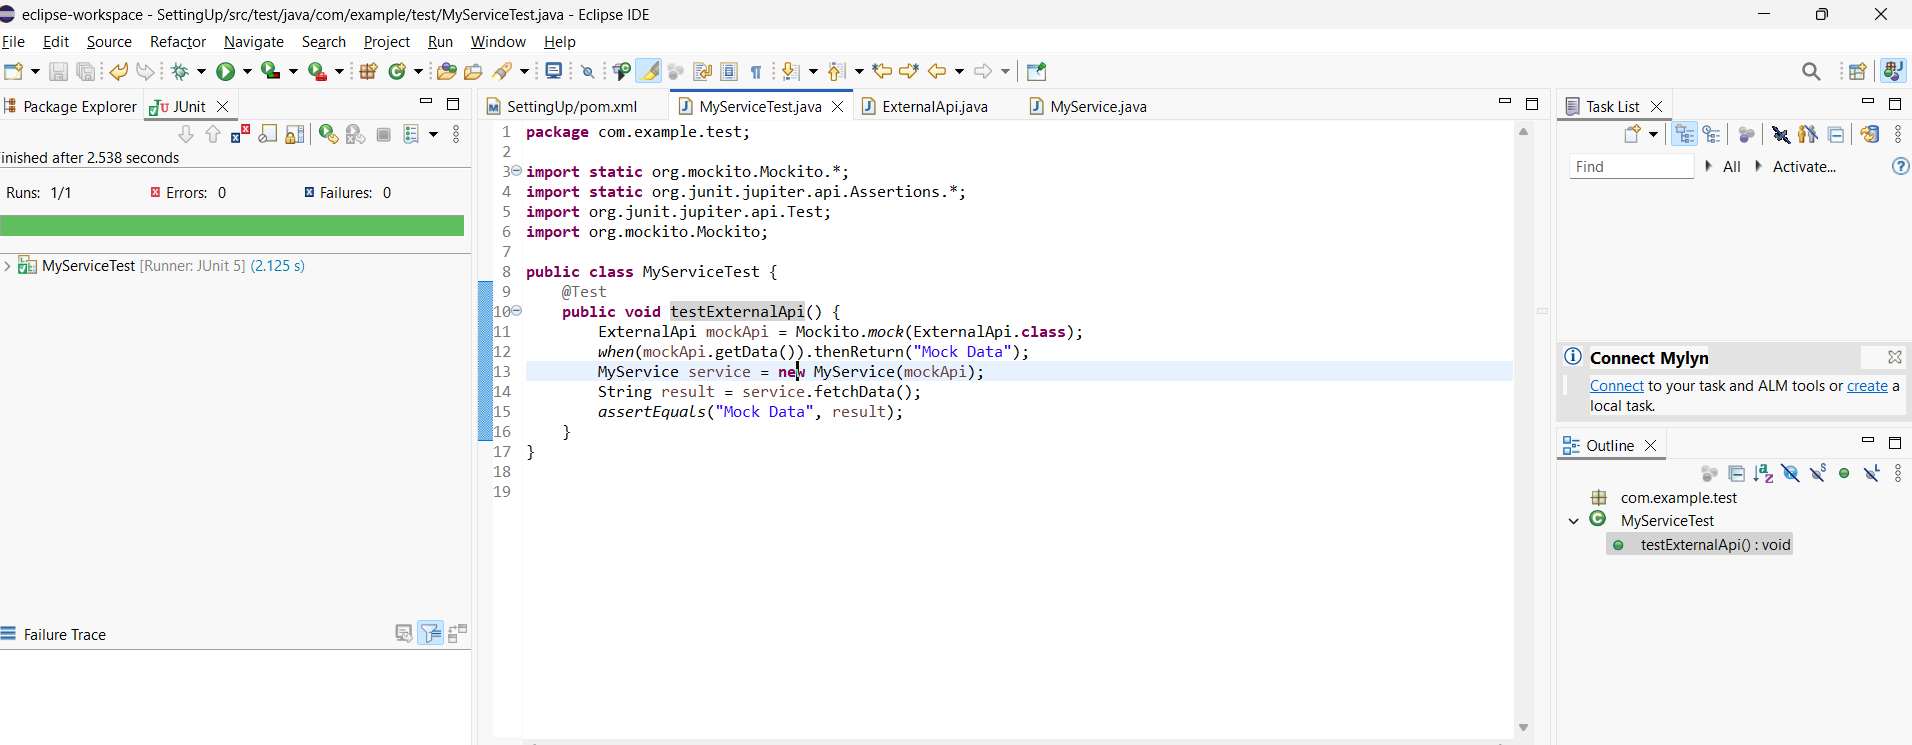 eclipse-workspace - SettingUp/src/test/java/com/example/test/MyServiceTest.java - Eclipse IDE
File Edit Source Refactor Navigate Search Project Run Window Help
Package Explorer JUnit
inished after 2.538 seconds
Runs: 1/1 Errors: 0 Failures: 0
MyServiceTest [Runner: JUnit 5] (2.125 s)
Failure Trace
SettingUp/pom.xml MyServiceTest.java ExternalApi.java MyService.java
1 package com.example.test;
2
3 import static org.mockito.Mockito.*;
4 import static org.junit.jupiter.api.Assertions.*;
5 import org.junit.jupiter.api.Test;
6 import org.mockito.Mockito;
7
8 public class MyServiceTest {
9 @Test
10 public void testExternalApi() {
11 ExternalApi mockApi = Mockito.mock(ExternalApi.class);
12 when(mockApi.getData()).thenReturn("Mock Data");
13 MyService service = new MyService(mockApi);
14 String result = service.fetchData();
15 assertEquals("Mock Data", result);
16 }
17 }
18
19
Task List
Find All Activate...
Connect Mylyn
Connect to your task and ALM tools or create a
local task.
Outline
com.example.test
MyServiceTest
testExternalApi() : void